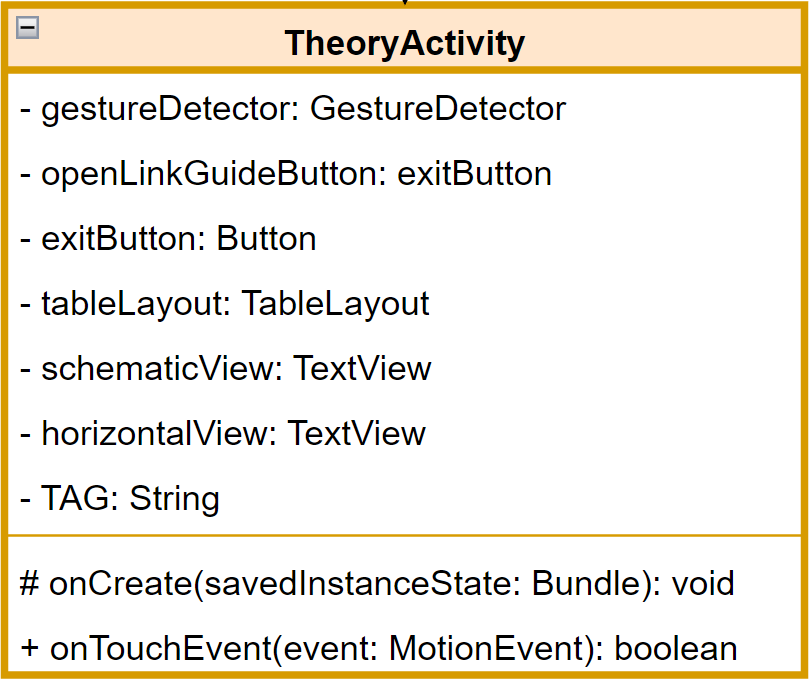 TheoryActivity
- gestureDetector: GestureDetector
- openLinkGuideButton: exitButton
- exitButton: Button
- tableLayout: TableLayout
- schematicView: TextView
- horizontalView: TextView
- TAG: String
# onCreate(savedInstanceState: Bundle): void
+ onTouchEvent(event: MotionEvent): boolean